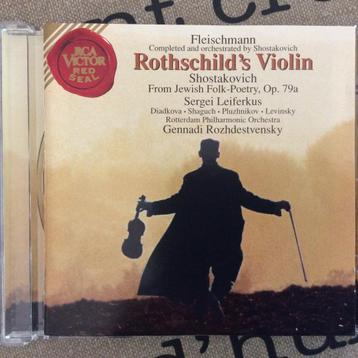 Fleischmann
Completed and orchestrated by Shostakovich
Rothschild's Violin
Shostakovich
From Jewish Folk-Poetry, Op. 79a
Sergei Leiferkus
Diadkova • Shaguch • Pluzhnikov • Levinsky
Rotterdam Philharmonic Orchestra
Gennadi Rozhdestvensky
RCA
VICTOR
RED
SEAL